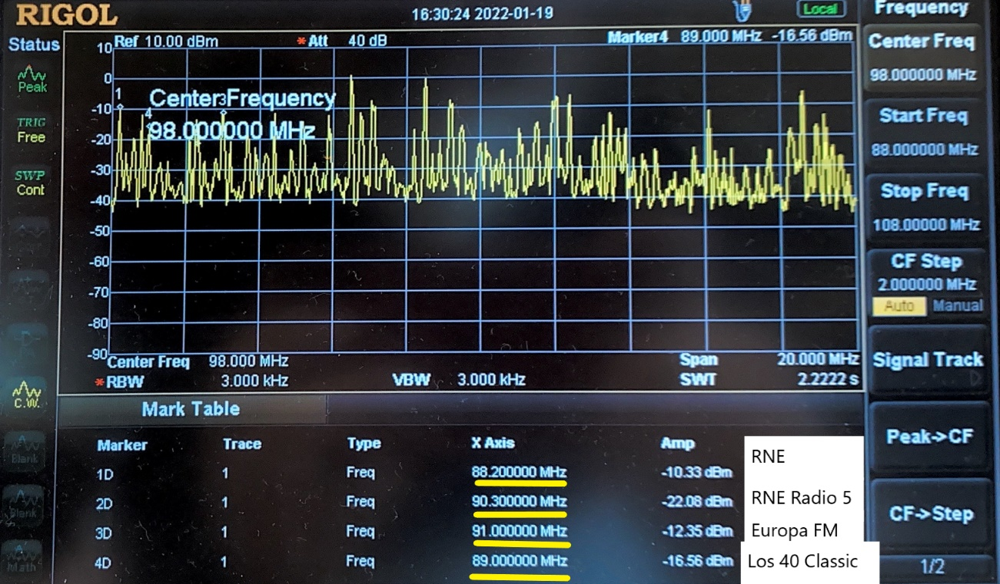 RIGOL
16:30:24 2022-01-19
Local
Frequency
Status
Peak
TRIG
Free
SWP
Cont
C.W.
Blank
Blank
Math
Ref 10.00 dBm
*Att 40 dB
Marker4 89.000 MHz -16.56 dBm
10
0
-10
-20
-30
-40
-50
-60
-70
-80
-90
1
4
3
Center Frequency
98.000000 MHz
Center Freq 98.000 MHz
Span 20.000 MHz
*RBW 3.000 kHz
VBW 3.000 kHz
SWT 2.2222 s
Mark Table
Marker Trace Type X Axis Amp
1D 1 Freq 88.200000 MHz -10.33 dBm RNE
2D 1 Freq 90.300000 MHz -22.08 dBm RNE Radio 5
3D 1 Freq 91.000000 MHz -12.35 dBm Europa FM
4D 1 Freq 89.000000 MHz -16.56 dBm Los 40 Classic
Center Freq
98.000000 MHz
Start Freq
88.000000 MHz
Stop Freq
108.00000 MHz
CF Step
2.000000 MHz
Auto Manual
Signal Track
Peak->CF
CF->Step
1/2